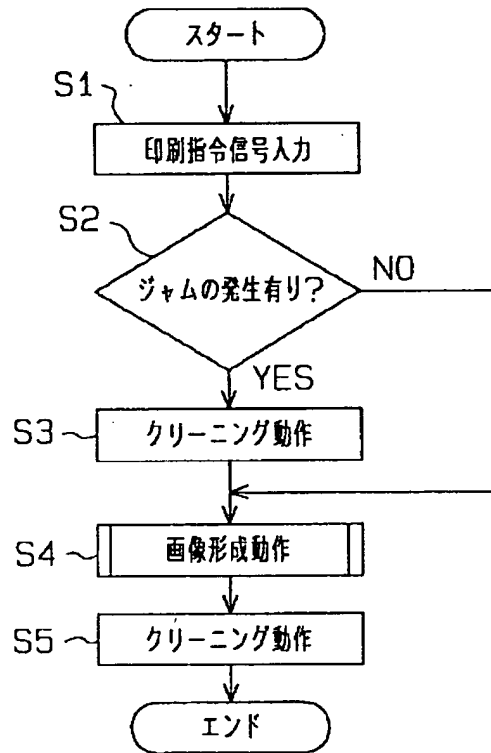 スタート
S1
印刷指令信号入力
S2
ジャムの発生有り?
NO
YES
S3
クリーニング動作
S4
画像形成動作
S5
クリーニング動作
エンド